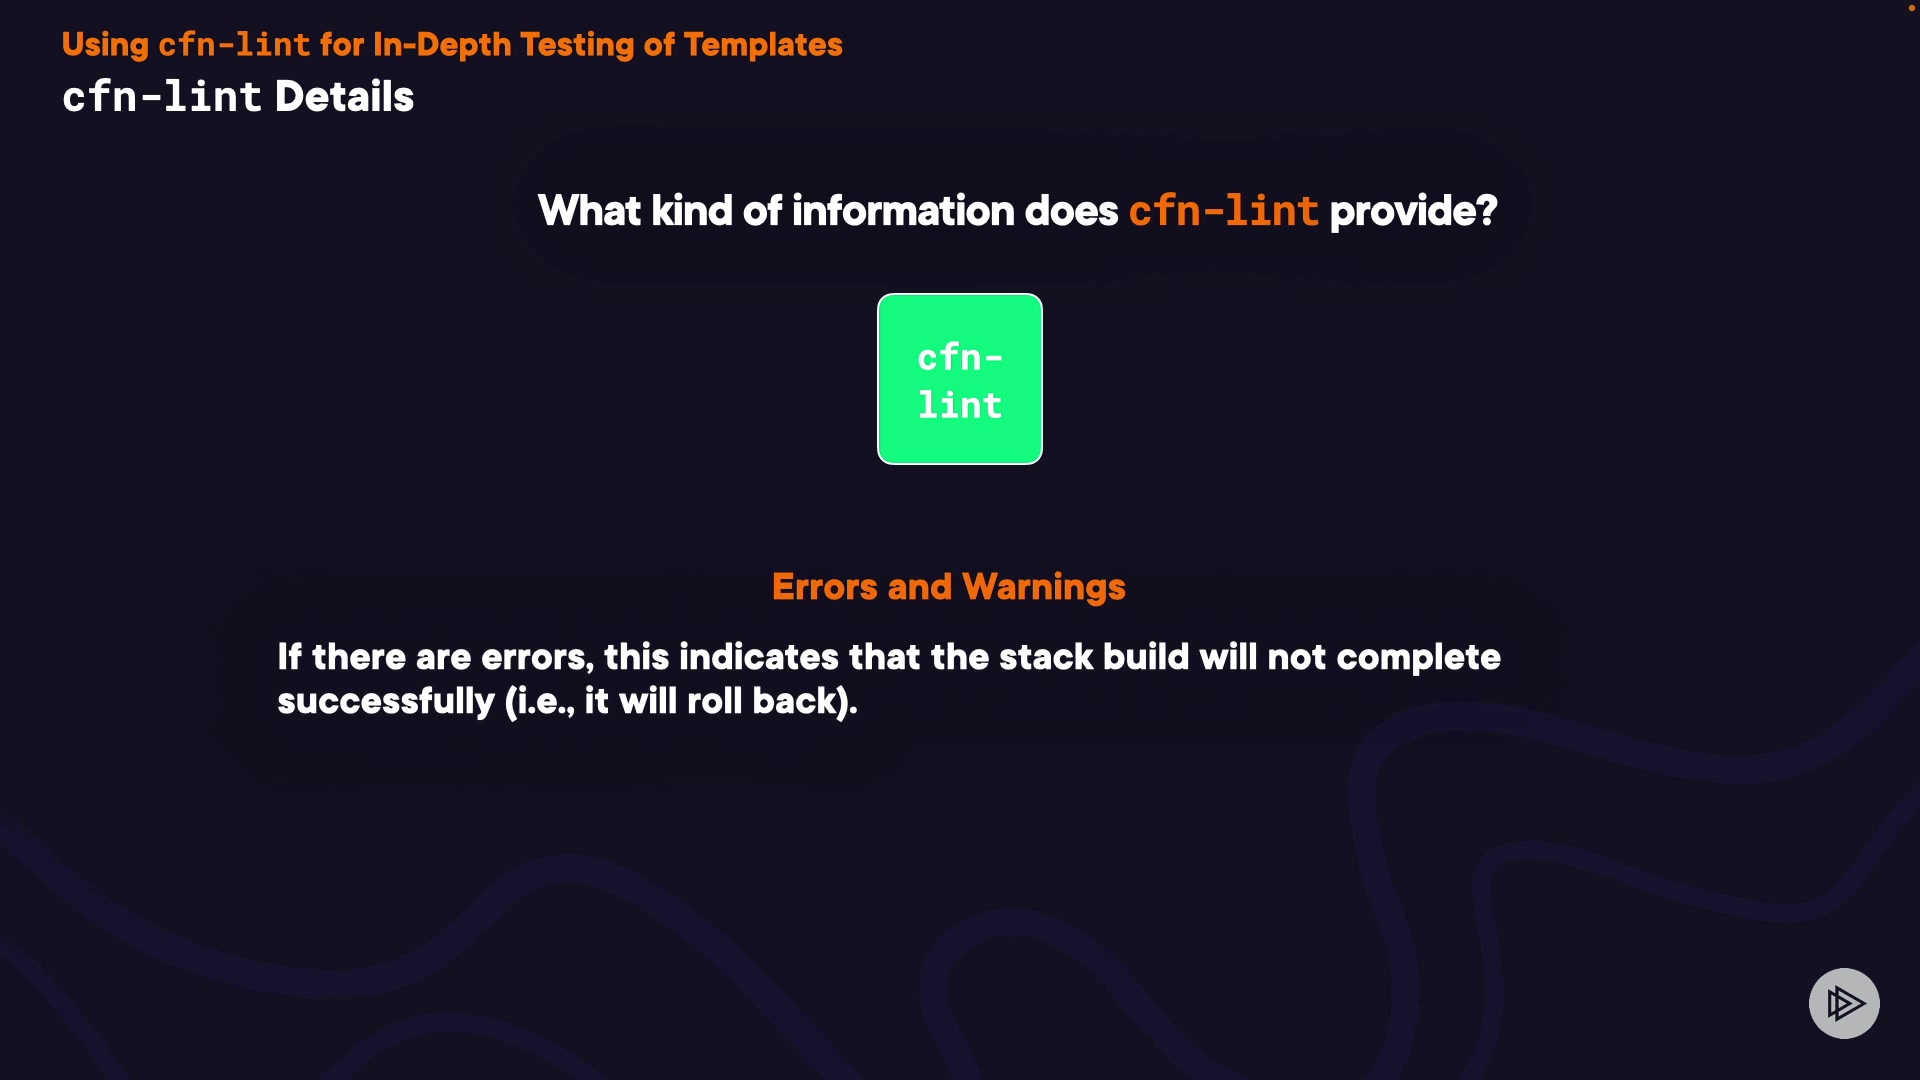 Using cfn-lint for In-Depth Testing of Templates
cfn-lint Details
What kind of information does cfn-lint provide?
cfn-
lint
Errors and Warnings
If there are errors, this indicates that the stack build will not complete
successfully (i.e., it will roll back).